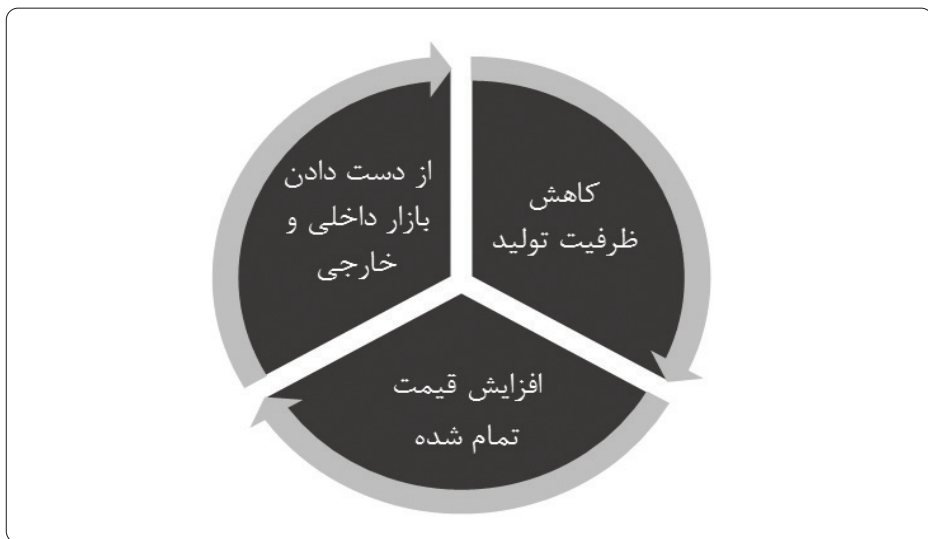 کاهش
ظرفیت تولید
افزایش قیمت
تمام شده
از دست دادن
بازار داخلی و
خارجی